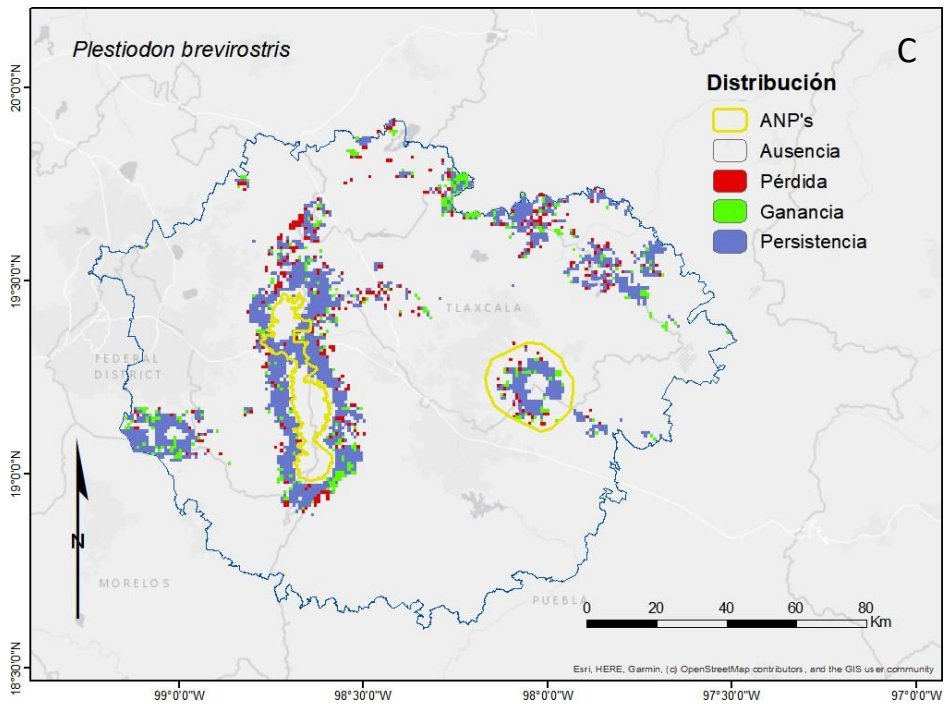 Plestiodon brevirostris
C
Distribución
ANP's
Ausencia
Pérdida
Ganancia
Persistencia
20°0'0"N
19°30'0"N
19°0'0"N
18°30'0"N
TLAXCALA
FEDERAL
DISTRICT
MORELOS
PUEBLA
N
0 20 40 60 80
Km
Esri, HERE, Garmin, (c) OpenStreetMap contributors, and the GIS user community
99°0'0"W 98°30'0"W 98°0'0"W 97°30'0"W 97°0'0"W